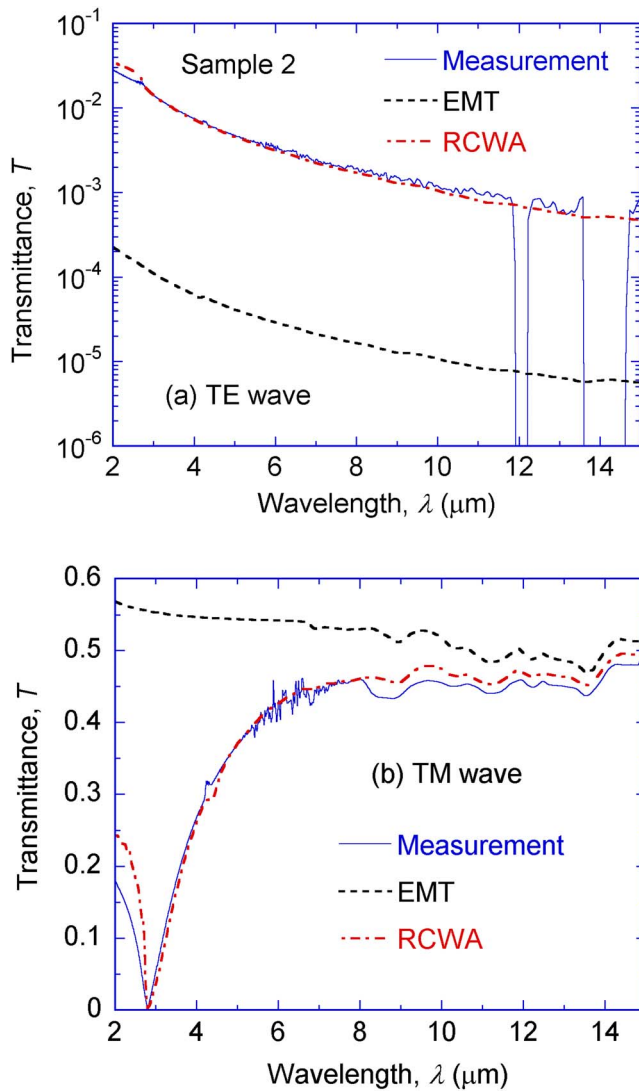 10⁻¹
Sample 2
Measurement
EMT
RCWA
10⁻²
10⁻³
10⁻⁴
10⁻⁵
10⁻⁶
Transmittance, T
(a) TE wave
2 4 6 8 10 12 14
Wavelength, λ (μm)
0.6
0.5
0.4
0.3
0.2
0.1
0
Transmittance, T
(b) TM wave
Measurement
EMT
RCWA
2 4 6 8 10 12 14
Wavelength, λ (μm)